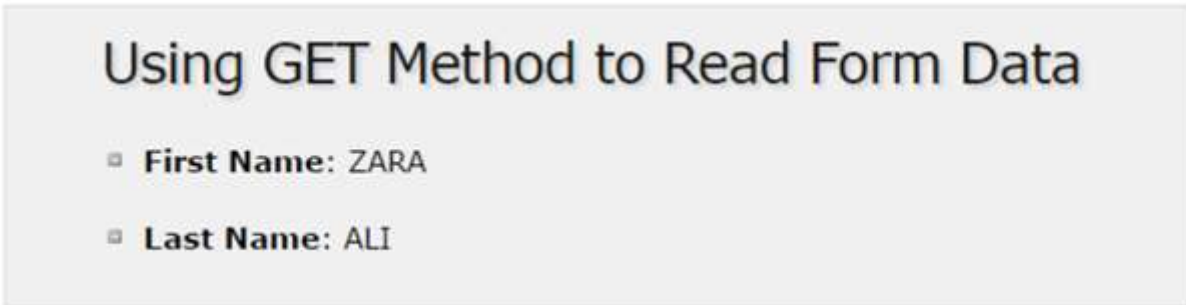 Using GET Method to Read Form Data
First Name: ZARA
Last Name: ALI